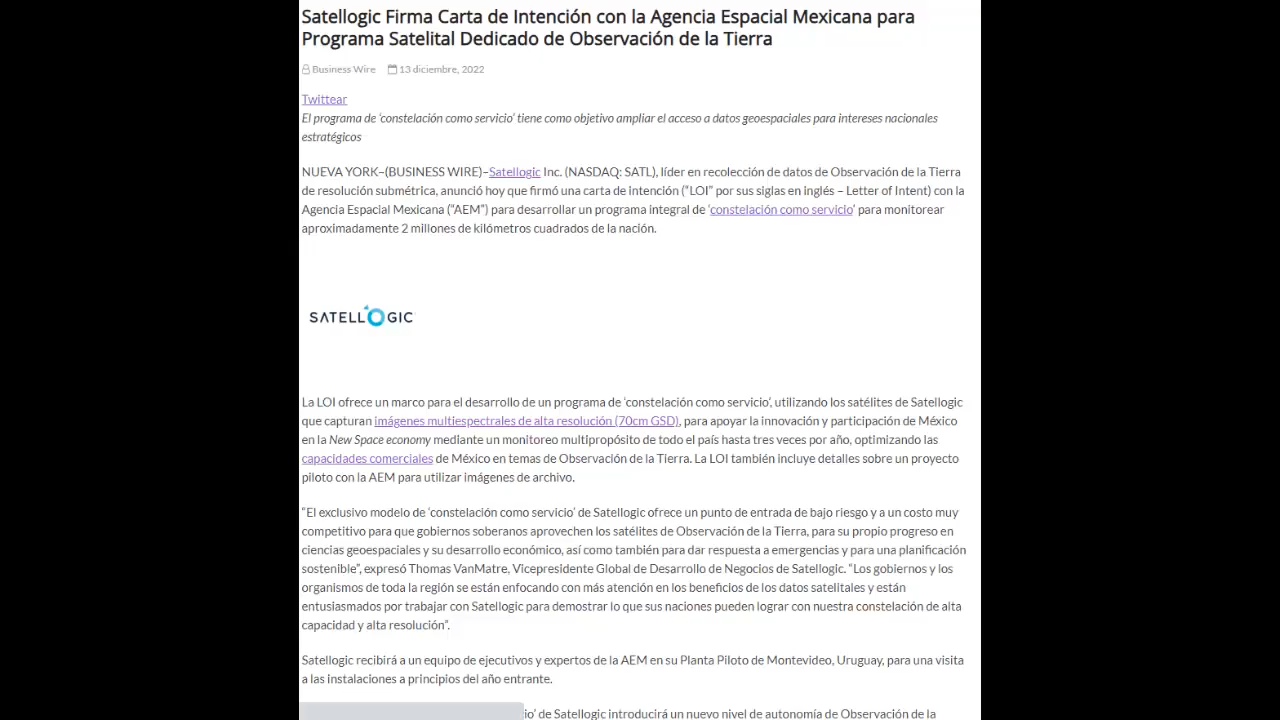 Satellogic Firma Carta de Intención con la Agencia Espacial Mexicana para
Programa Satelital Dedicado de Observación de la Tierra
Business Wire 13 diciembre, 2022
Twittear
El programa de ‘constelación como servicio’ tiene como objetivo ampliar el acceso a datos geoespaciales para intereses nacionales
estratégicos
NUEVA YORK–(BUSINESS WIRE)–Satellogic Inc. (NASDAQ: SATL), líder en recolección de datos de Observación de la Tierra
de resolución submétrica, anunció hoy que firmó una carta de intención (“LOI” por sus siglas en inglés – Letter of Intent) con la
Agencia Espacial Mexicana (“AEM”) para desarrollar un programa integral de ‘constelación como servicio’ para monitorear
aproximadamente 2 millones de kilómetros cuadrados de la nación.
SATELLOGIC
La LOI ofrece un marco para el desarrollo de un programa de ‘constelación como servicio’, utilizando los satélites de Satellogic
que capturan imágenes multiespectrales de alta resolución (70cm GSD), para apoyar la innovación y participación de México
en la New Space economy mediante un monitoreo multipropósito de todo el país hasta tres veces por año, optimizando las
capacidades comerciales de México en temas de Observación de la Tierra. La LOI también incluye detalles sobre un proyecto
piloto con la AEM para utilizar imágenes de archivo.
“El exclusivo modelo de ‘constelación como servicio’ de Satellogic ofrece un punto de entrada de bajo riesgo y a un costo muy
competitivo para que gobiernos soberanos aprovechen los satélites de Observación de la Tierra, para su propio progreso en
ciencias geoespaciales y su desarrollo económico, así como también para dar respuesta a emergencias y para una planificación
sostenible”, expresó Thomas VanMatre, Vicepresidente Global de Desarrollo de Negocios de Satellogic. “Los gobiernos y los
organismos de toda la región se están enfocando con más atención en los beneficios de los datos satelitales y están
entusiasmados por trabajar con Satellogic para demostrar lo que sus naciones pueden lograr con nuestra constelación de alta
capacidad y alta resolución”.
Satellogic recibirá a un equipo de ejecutivos y expertos de la AEM en su Planta Piloto de Montevideo, Uruguay, para una visita
a las instalaciones a principios del año entrante.
io’ de Satellogic introducirá un nuevo nivel de autonomía de Observación de la